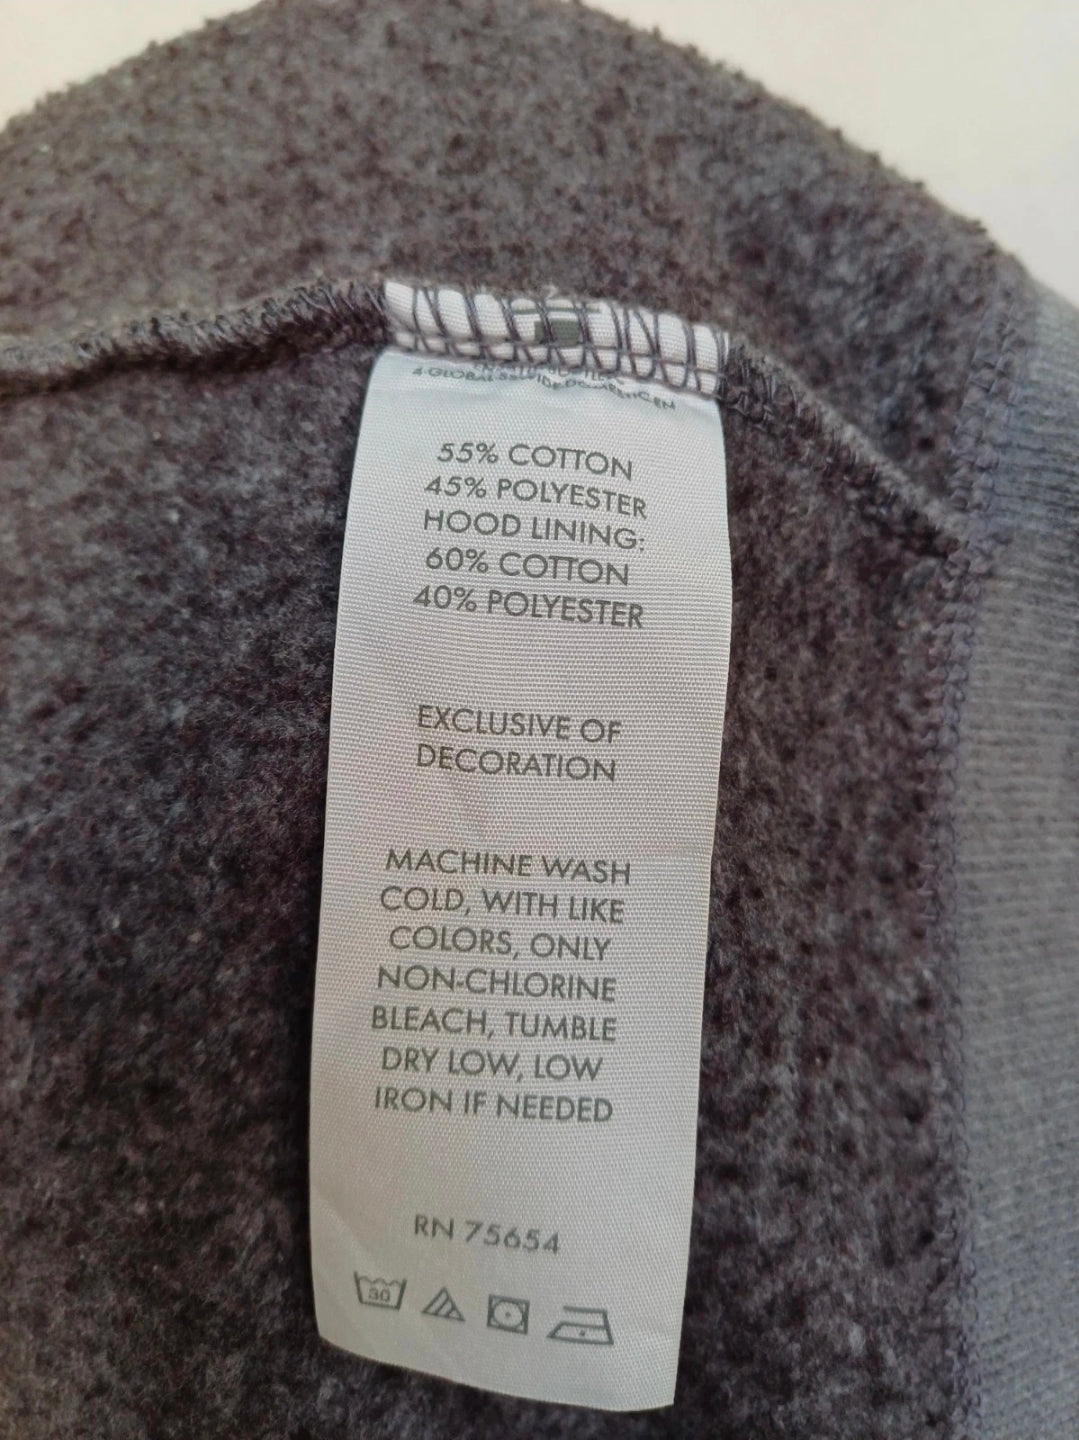 55% COTTON
45% POLYESTER
HOOD LINING:
60% COTTON
40% POLYESTER
EXCLUSIVE OF
DECORATION
MACHINE WASH
COLD, WITH LIKE
COLORS, ONLY
NON-CHLORINE
BLEACH, TUMBLE
DRY LOW, LOW
IRON IF NEEDED
RN 75654
30